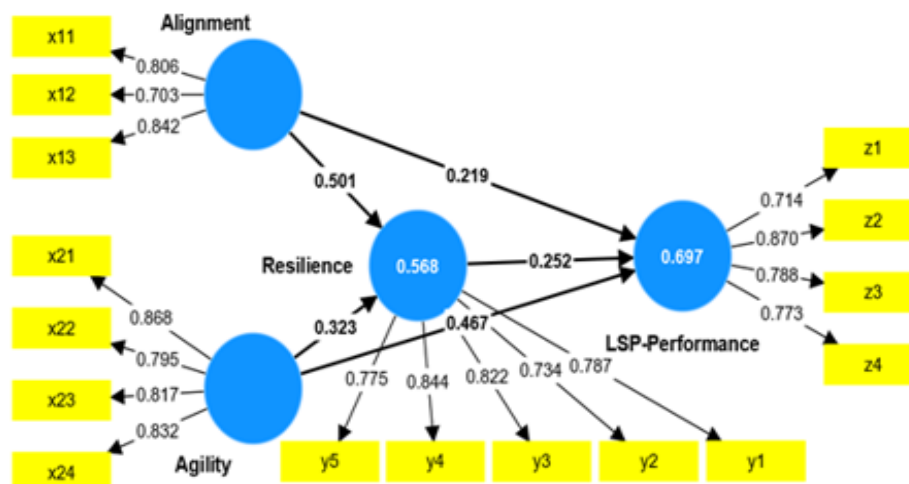 Alignment
x11
0.806
x12
0.703
x13
0.842
0.501
0.219
z1
0.714
z2
0.870
z3
0.788
z4
0.773
x21
0.868
x22
0.795
x23
0.817
x24
0.832
Resilience
0.568
0.252
0.697
0.323
0.467
LSP-Performance
0.775
0.844
0.822
0.734
0.787
Agility
y5
y4
y3
y2
y1